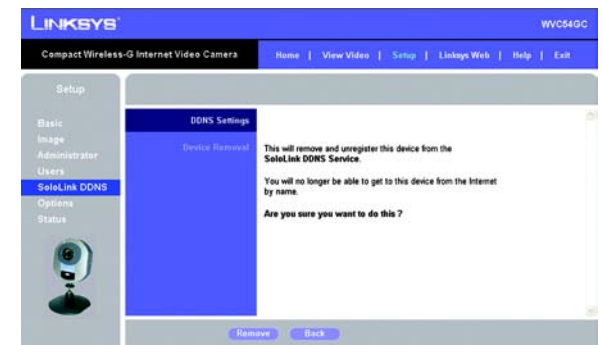 LINKSYS
WVC54GC
Compact Wireless-G Internet Video Camera
Home | View Video | Setup | Linksys Web | Help | Exit
Setup
Basic
Image
Administrator
Users
SoloLink DDNS
Options
Status
DDNS Settings
Device Removal
This will remove and unregister this device from the
SoloLink DDNS Service.
You will no longer be able to get to this device from the Internet
by name.
Are you sure you want to do this ?
Remove
Back